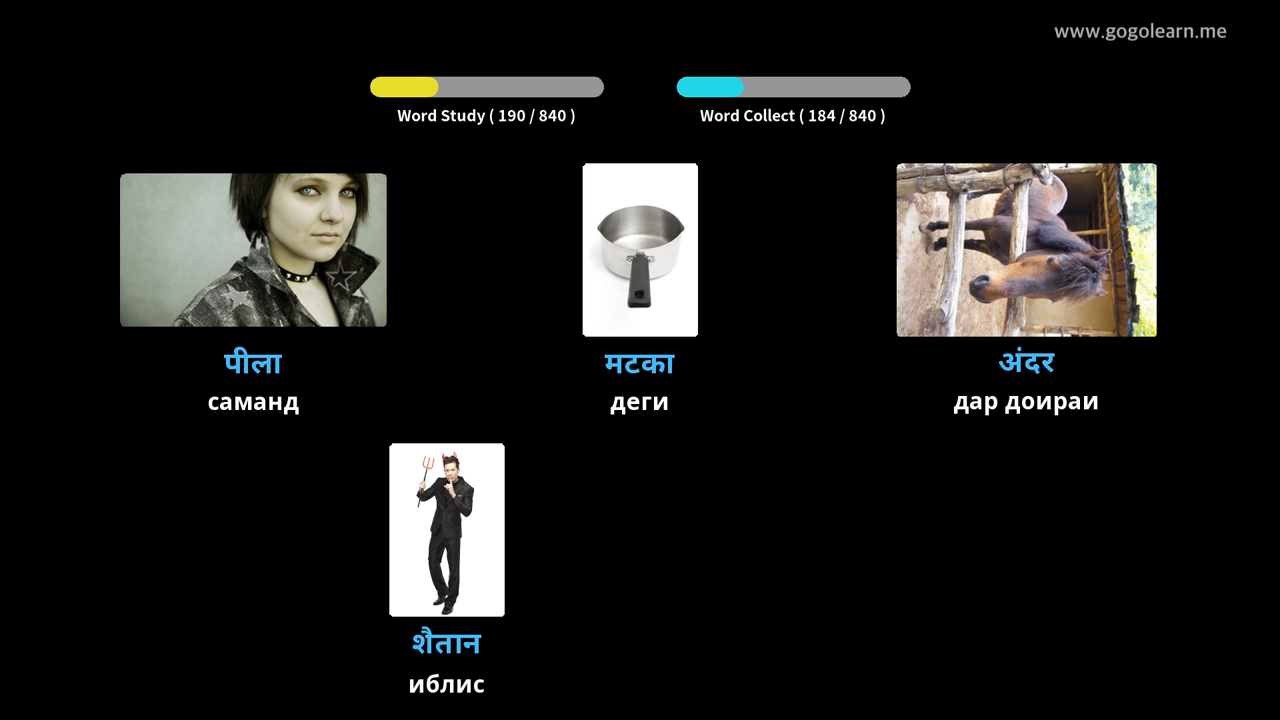 www.gogolearn.me
Word Study ( 190 / 840 )
Word Collect ( 184 / 840 )
पीला
саманд
मटका
деги
अंदर
дар доираи
शैतान
иблис